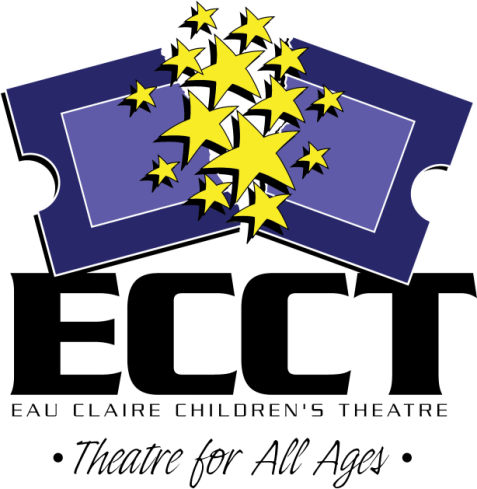 ECCT
EAU CLAIRE CHILDREN'S THEATRE
• Theatre for All Ages •